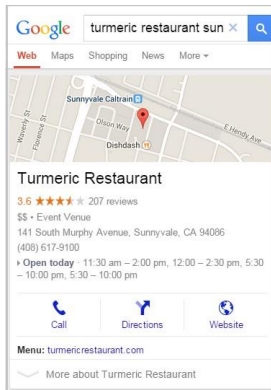 Google turmeric restaurant sun ×
Web Maps Shopping News More
Sunnyvale Caltrain
Waverly St
Florence St
Olson Way
E Hendy Ave
Dishdash
Turmeric Restaurant
3.6 207 reviews
$$ • Event Venue
141 South Murphy Avenue, Sunnyvale, CA 94086
(408) 617-9100
Open today · 11:30 am – 2:00 pm, 12:00 – 2:30 pm, 5:30
– 10:00 pm, 5:30 – 10:00 pm
Call Directions Website
Menu: turmericrestaurant.com
More about Turmeric Restaurant